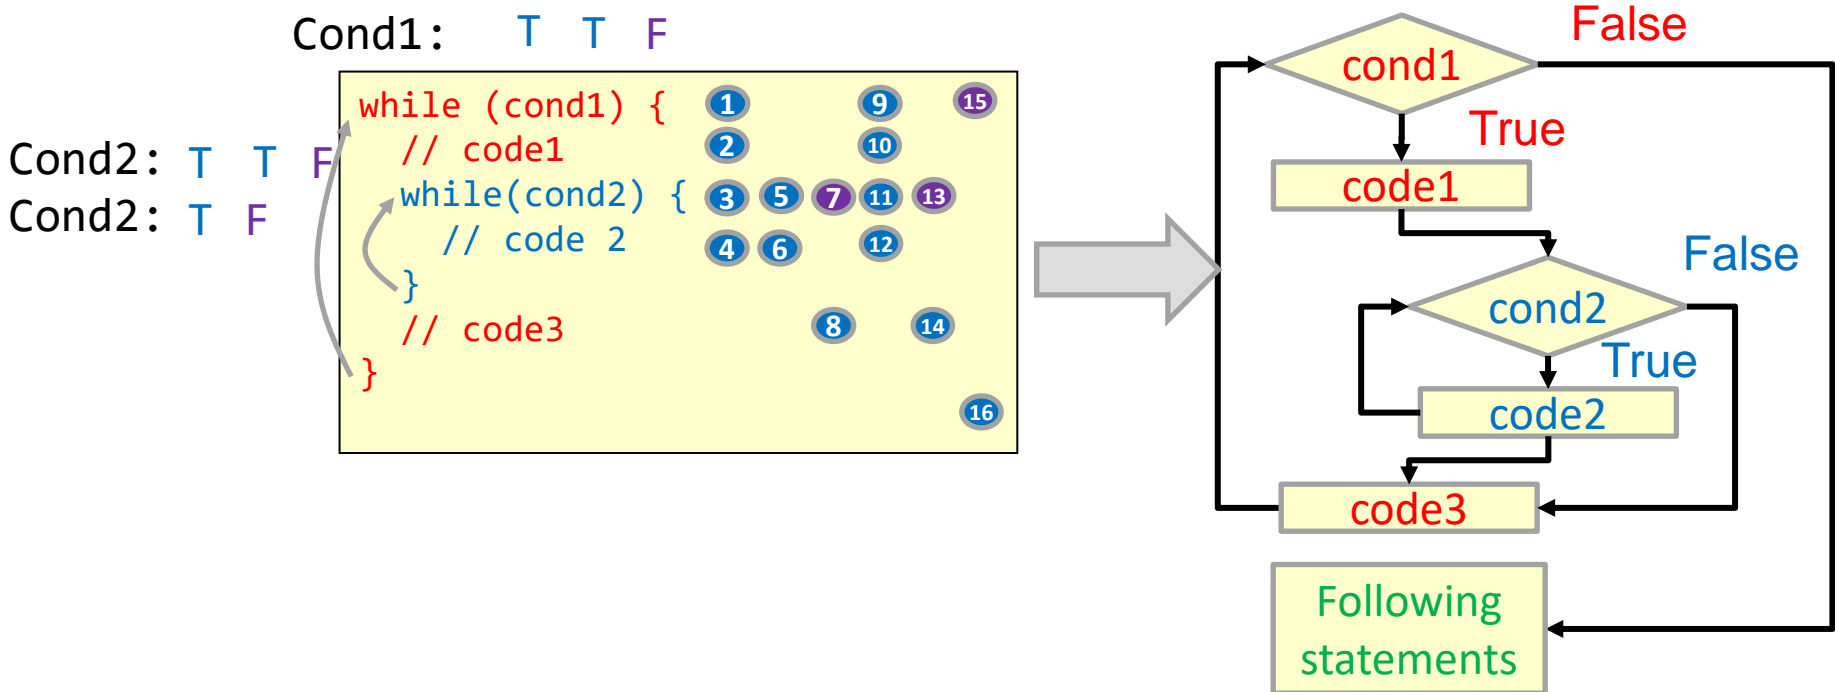 Cond1: T T F
Cond2: T T F
Cond2: T F
while (cond1) { 1 9 15
// code1 2 10
while(cond2) { 3 5 7 11 13
// code 2 4 6 12
}
// code3 8 14
}
16
cond1
False
True
code1
cond2
False
True
code2
code3
Following
statements